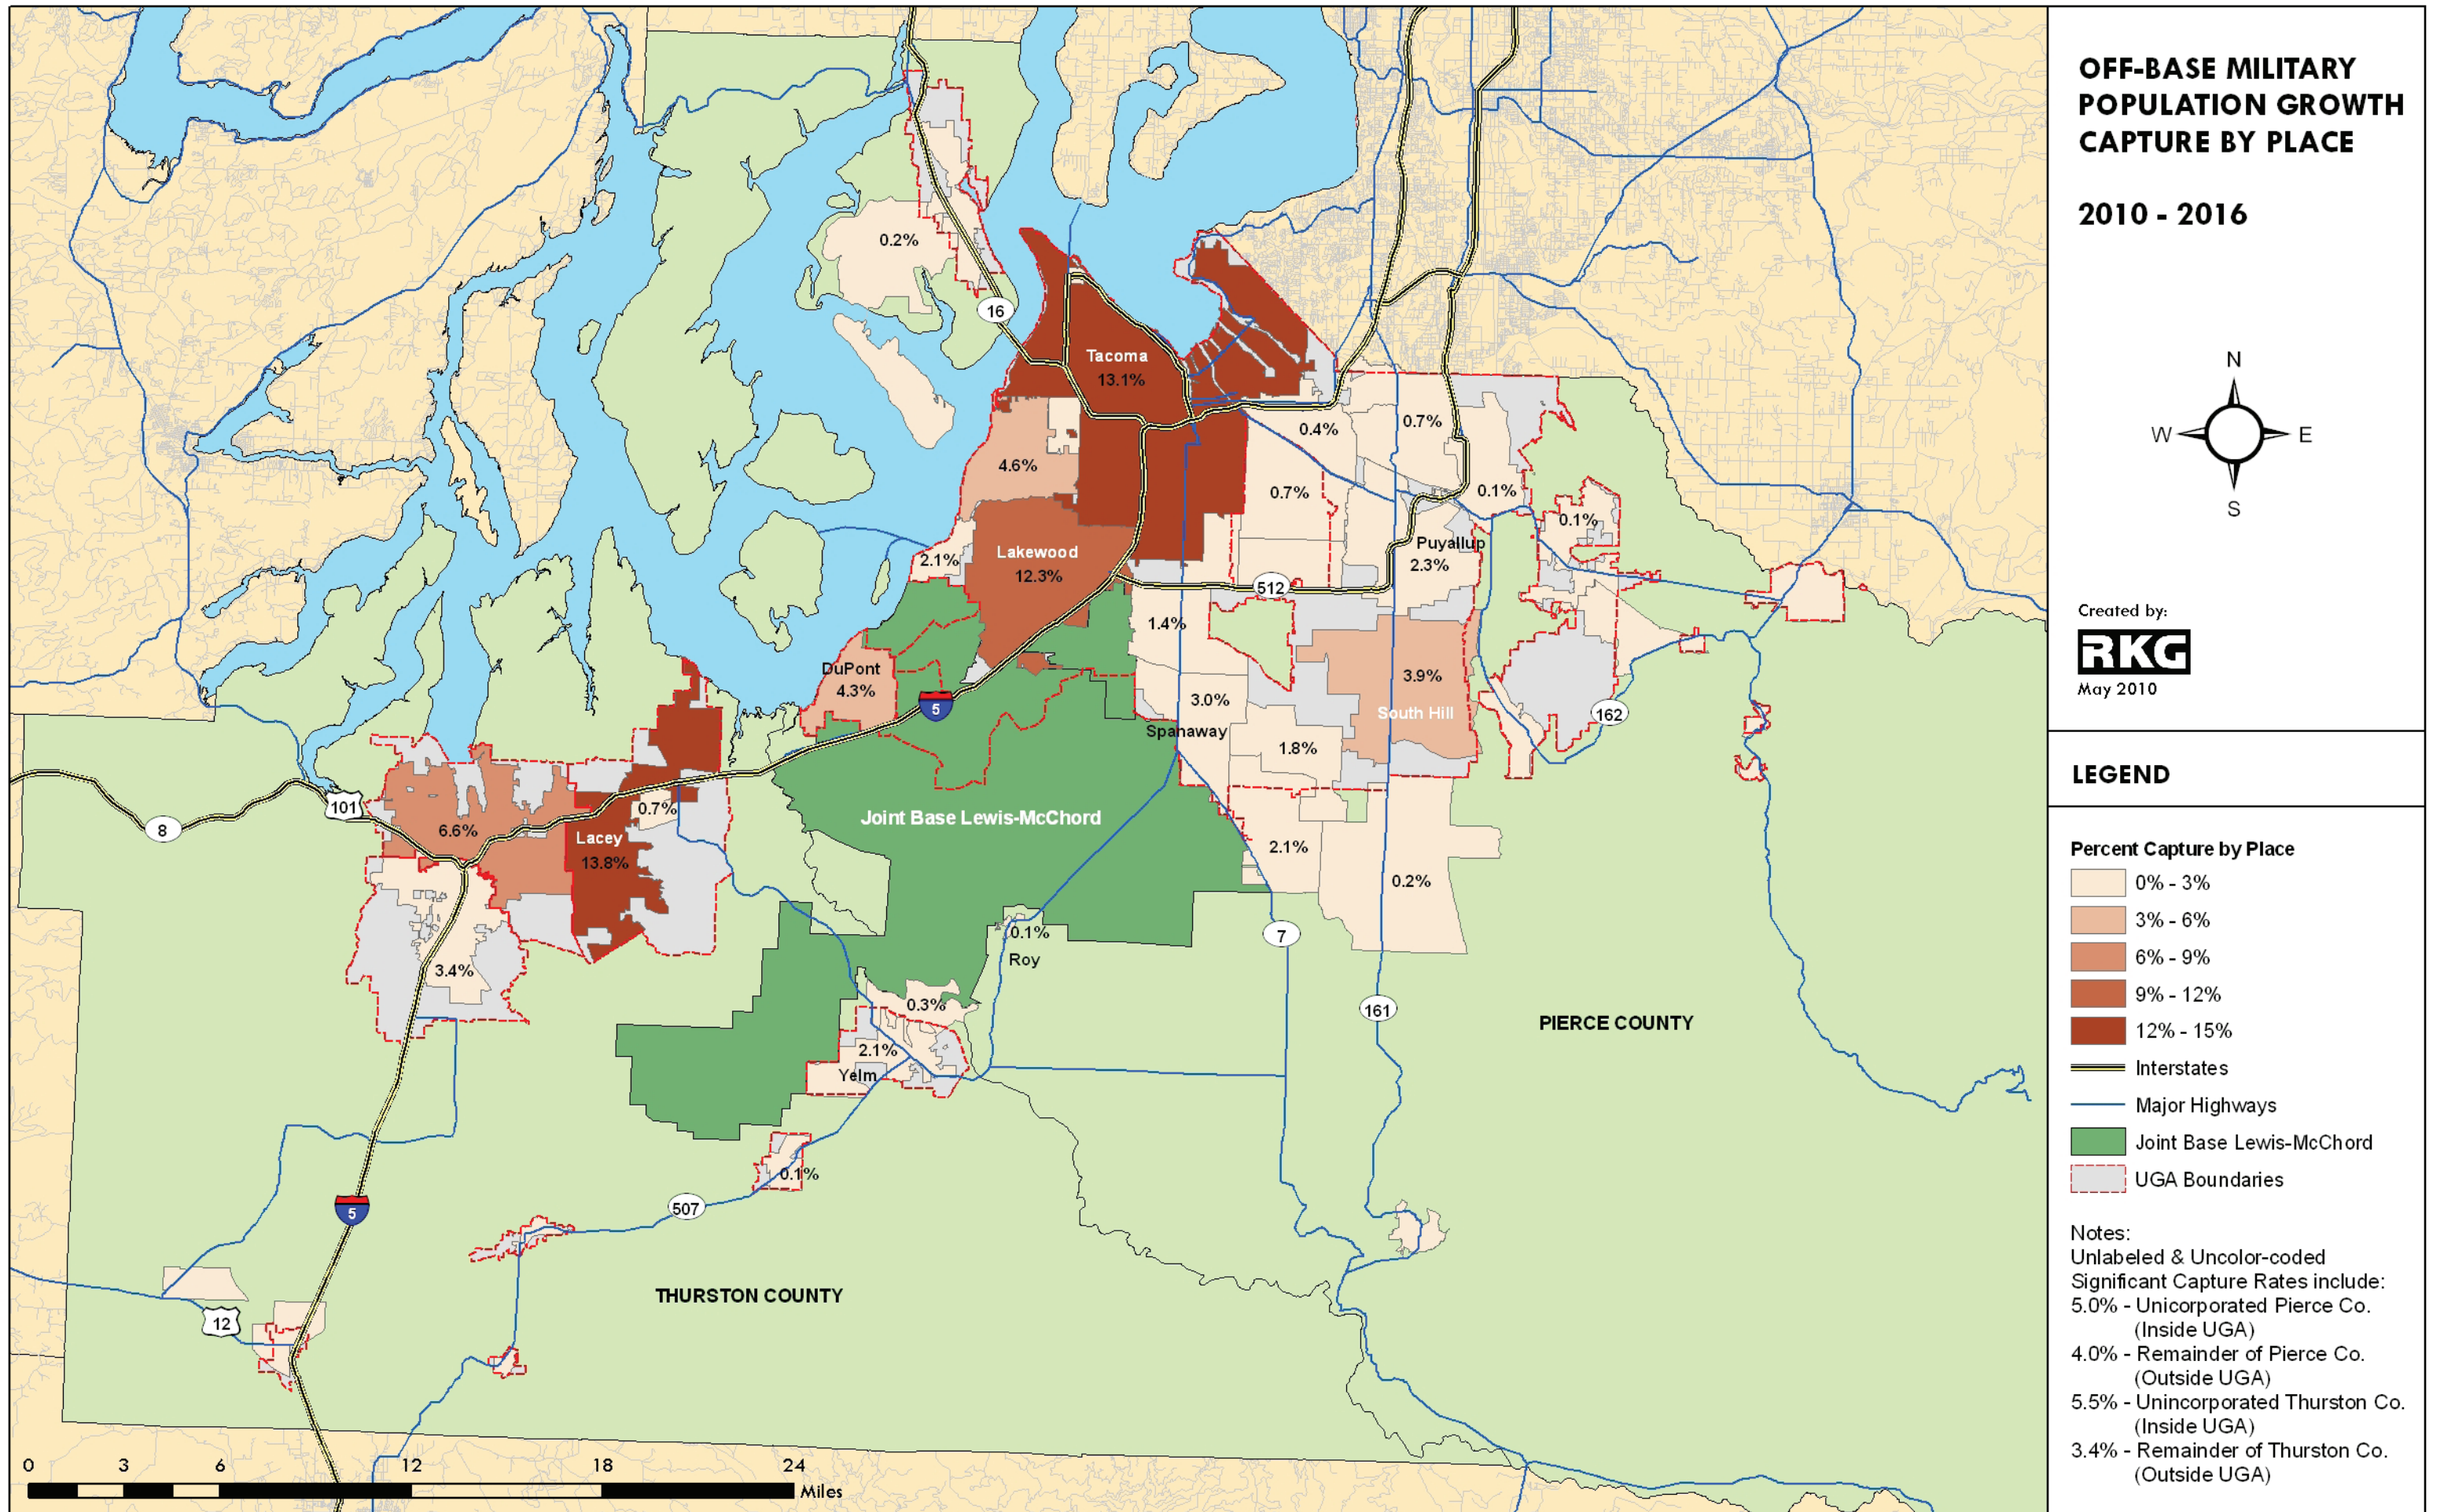 OFF-BASE MILITARY
POPULATION GROWTH
CAPTURE BY PLACE
2010 - 2016
N
W
E
S
Created by:
RKG
May 2010
LEGEND
Percent Capture by Place
0% - 3%
3% - 6%
6% - 9%
9% - 12%
12% - 15%
Interstates
Major Highways
Joint Base Lewis-McChord
UGA Boundaries
Notes:
Unlabeled & Uncolor-coded
Significant Capture Rates include:
5.0% - Unicorporated Pierce Co.
(Inside UGA)
4.0% - Remainder of Pierce Co.
(Outside UGA)
5.5% - Unincorporated Thurston Co.
(Inside UGA)
3.4% - Remainder of Thurston Co.
(Outside UGA)
0.2%
16
Tacoma
13.1%
0.4%
0.7%
4.6%
0.7%
0.1%
0.1%
2.1%
Lakewood
12.3%
Puyallup
2.3%
512
1.4%
DuPont
4.3%
3.9%
South Hill
5
3.0%
Spanaway
162
1.8%
101
8
6.6%
0.7%
Lacey
13.8%
Joint Base Lewis-McChord
2.1%
0.2%
3.4%
0.1%
Roy
7
0.3%
161
PIERCE COUNTY
2.1%
Yelm
0.1%
507
5
THURSTON COUNTY
12
0 3 6 12 18 24
Miles